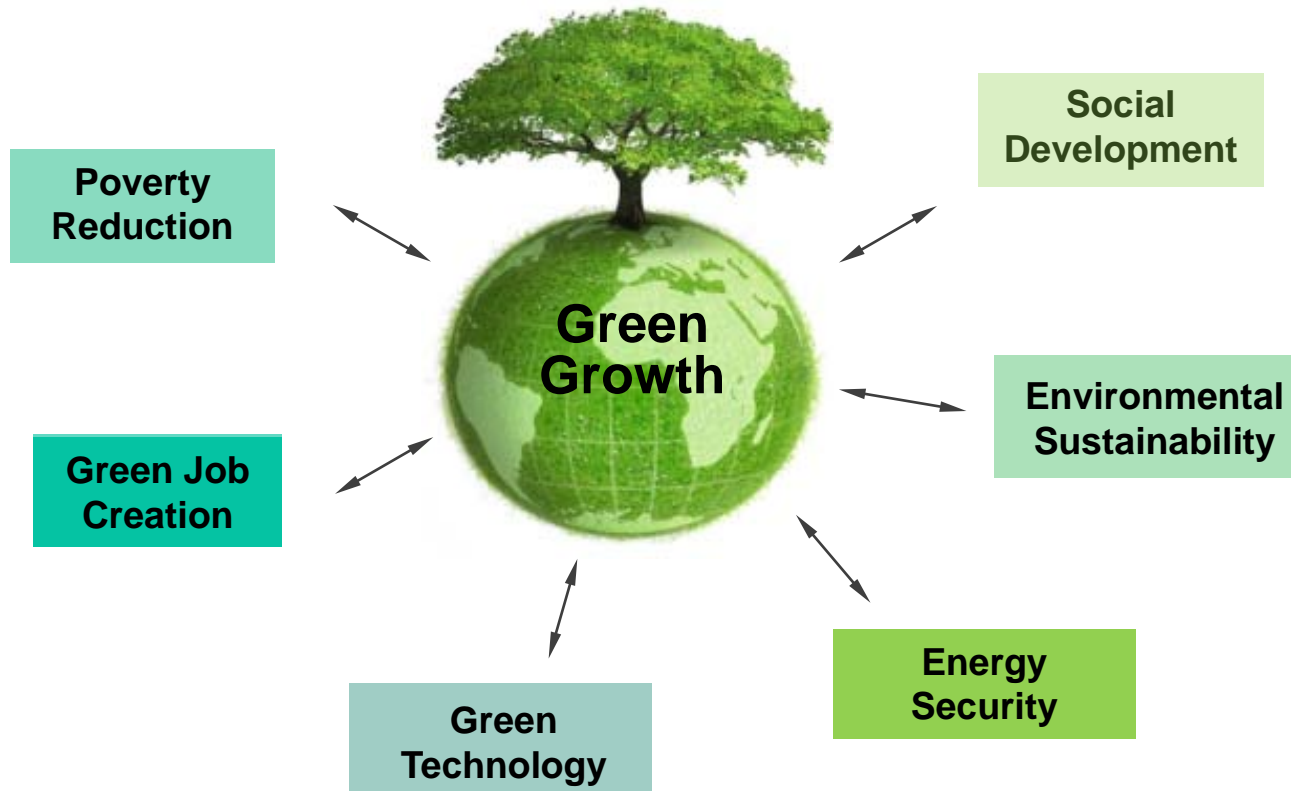 Social
Development
Poverty
Reduction
Green
Growth
Environmental
Sustainability
Green Job
Creation
Energy
Security
Green
Technology